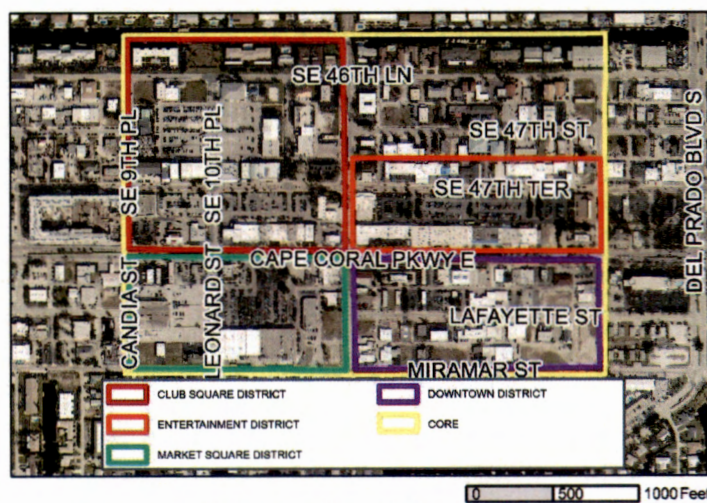 SE 46TH LN
SE 47TH ST
SE 47TH TER
SE 9TH PL
SE 10TH PL
DEL PRADO BLVD S
CAPE CORAL PKWY E
CANDIA ST
LEONARD ST
LAFAYETTE ST
MIRAMAR ST
CLUB SQUARE DISTRICT
ENTERTAINMENT DISTRICT
MARKET SQUARE DISTRICT
DOWNTOWN DISTRICT
CORE
0 500 1000 Feet